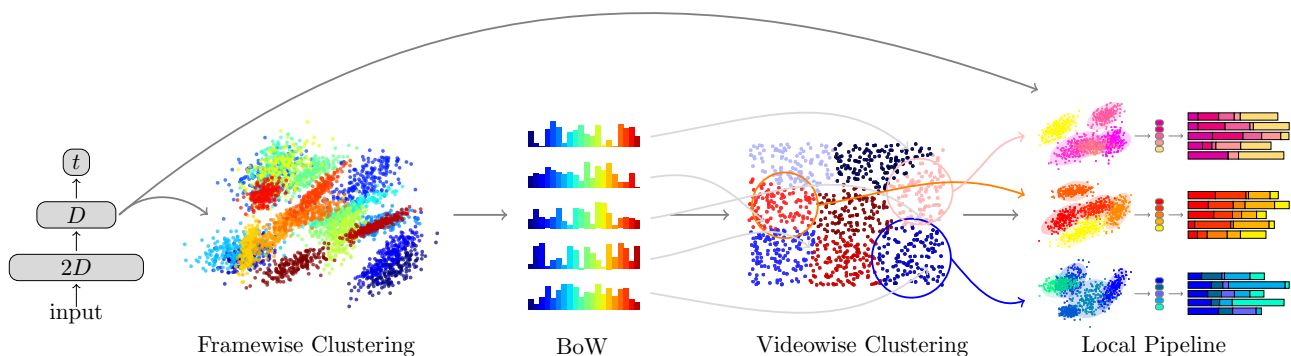 t
D
2D
input
Framewise Clustering
BoW
Videowise Clustering
Local Pipeline